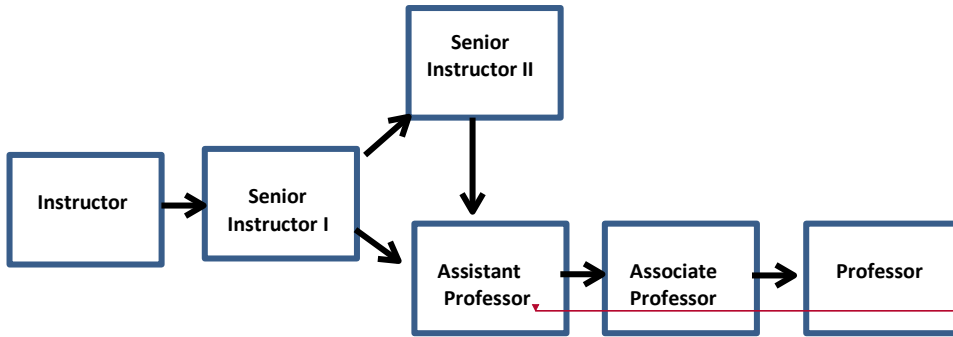 Senior
Instructor II
Instructor
Senior
Instructor I
Assistant
Professor
Associate
Professor
Professor